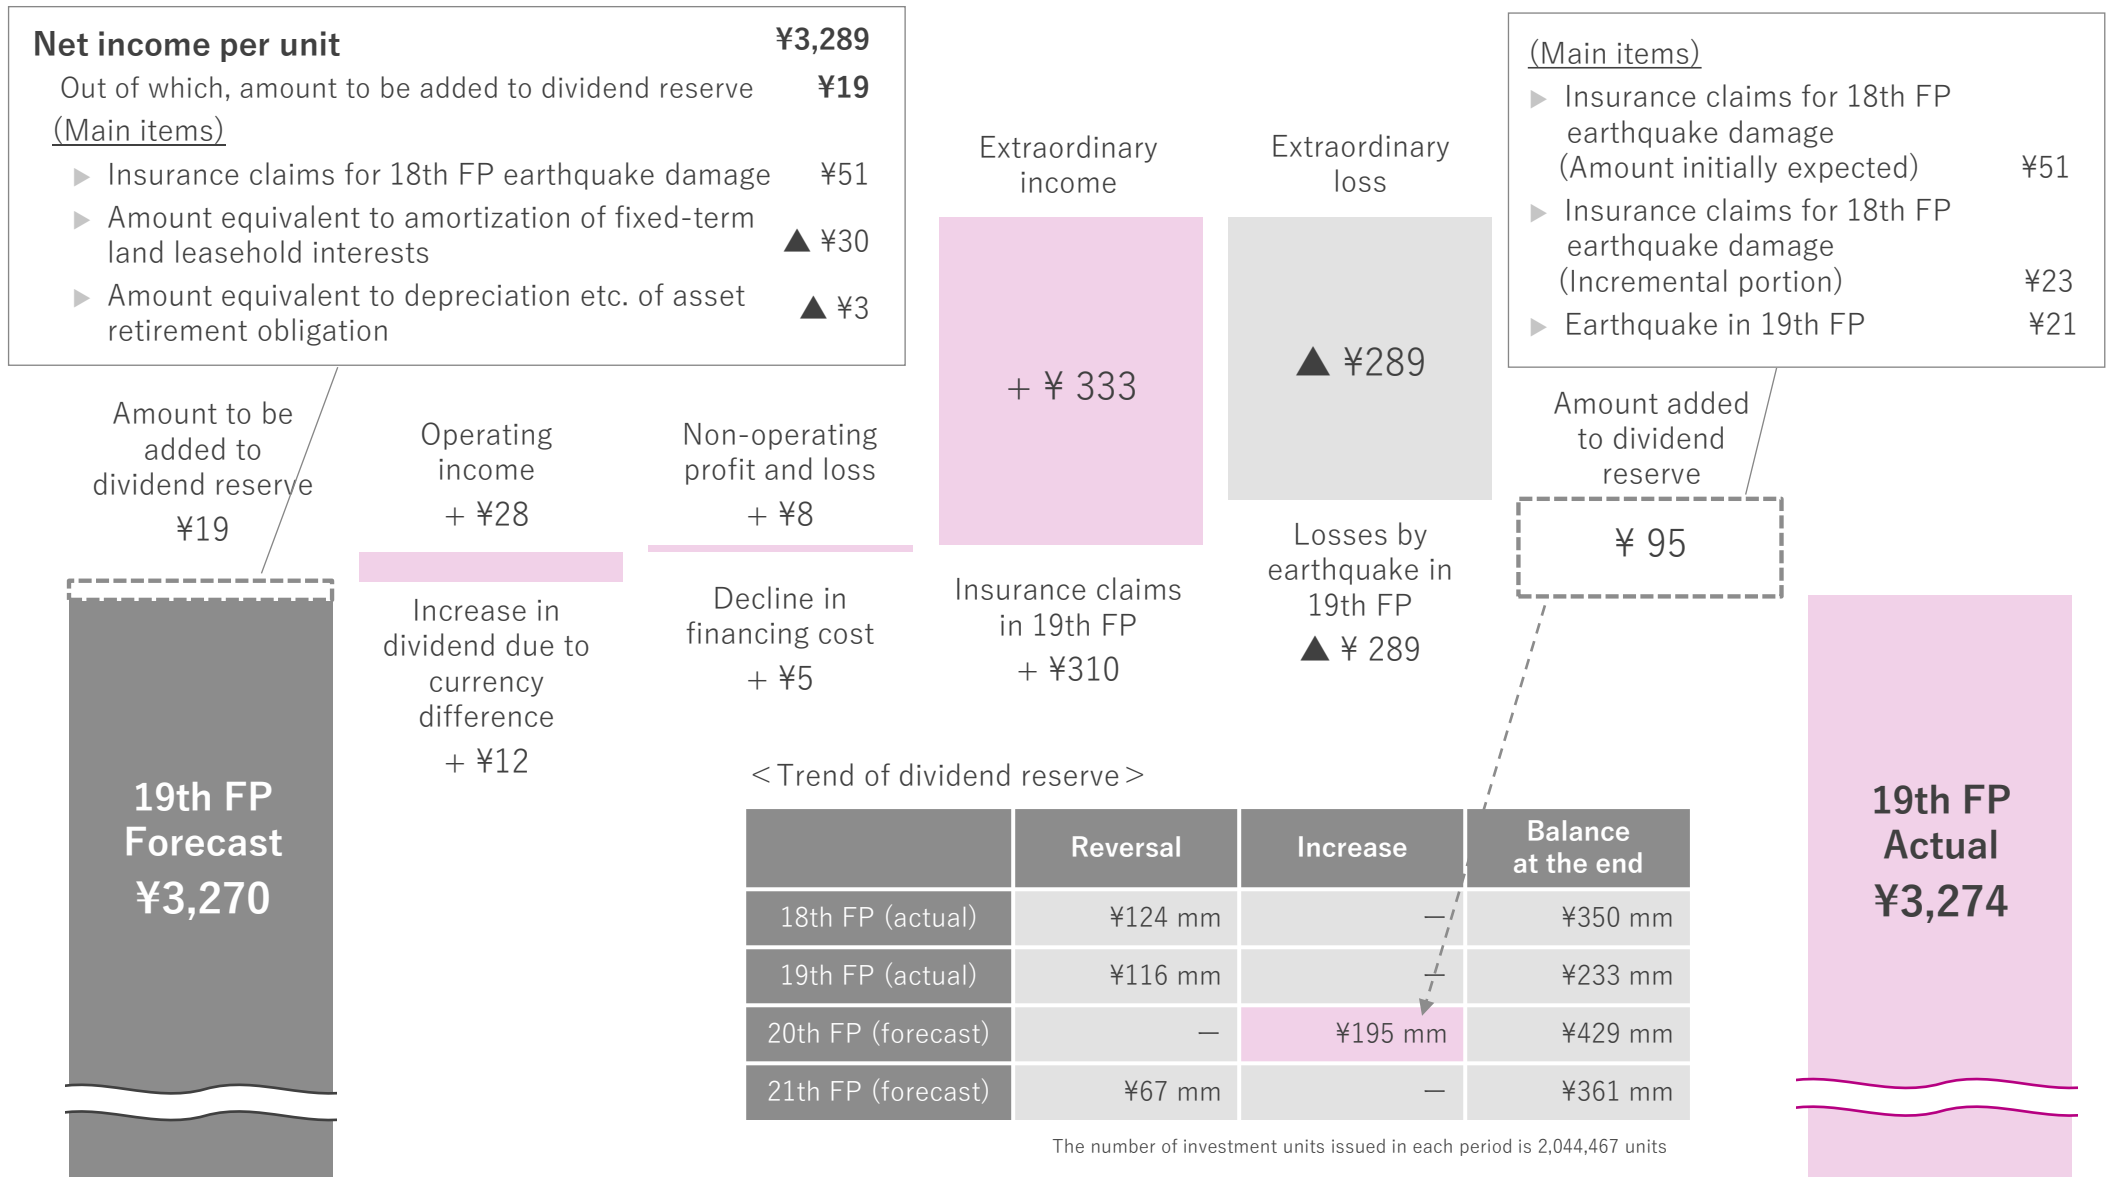 Net income per unit ¥3,289
Out of which, amount to be added to dividend reserve ¥19
(Main items)
▶ Insurance claims for 18th FP earthquake damage ¥51
▶ Amount equivalent to amortization of fixed-term
land leasehold interests ▲ ¥30
▶ Amount equivalent to depreciation etc. of asset
retirement obligation ▲ ¥3
Amount to be
added to
dividend reserve
¥19
19th FP
Forecast
¥3,270
Operating
income
+ ¥28
Increase in
dividend due to
currency
difference
+ ¥12
Non-operating
profit and loss
+ ¥8
Decline in
financing cost
+ ¥5
Extraordinary
income
+ ¥ 333
Insurance claims
in 19th FP
+ ¥310
Extraordinary
loss
▲ ¥289
Losses by
earthquake in
19th FP
▲ ¥ 289
(Main items)
▶ Insurance claims for 18th FP
earthquake damage
(Amount initially expected) ¥51
▶ Insurance claims for 18th FP
earthquake damage
(Incremental portion) ¥23
▶ Earthquake in 19th FP ¥21
Amount added
to dividend
reserve
¥ 95
19th FP
Actual
¥3,274
＜Trend of dividend reserve＞
Reversal Increase Balance
at the end
18th FP (actual) ¥124 mm – ¥350 mm
19th FP (actual) ¥116 mm – ¥233 mm
20th FP (forecast) – ¥195 mm ¥429 mm
21th FP (forecast) ¥67 mm – ¥361 mm
The number of investment units issued in each period is 2,044,467 units